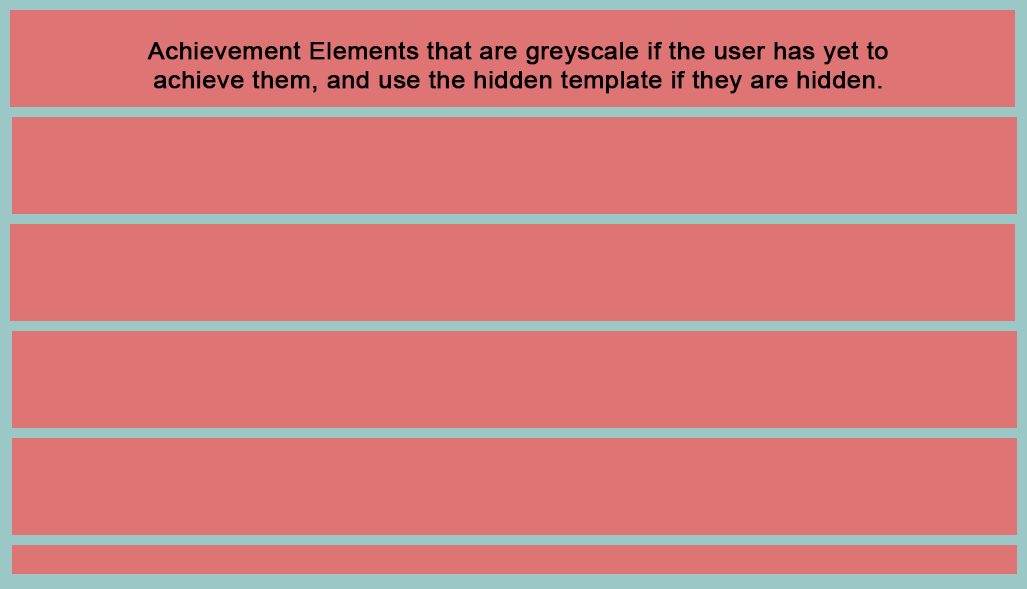 Achievement Elements that are greyscale if the user has yet to
achieve them, and use the hidden template if they are hidden.